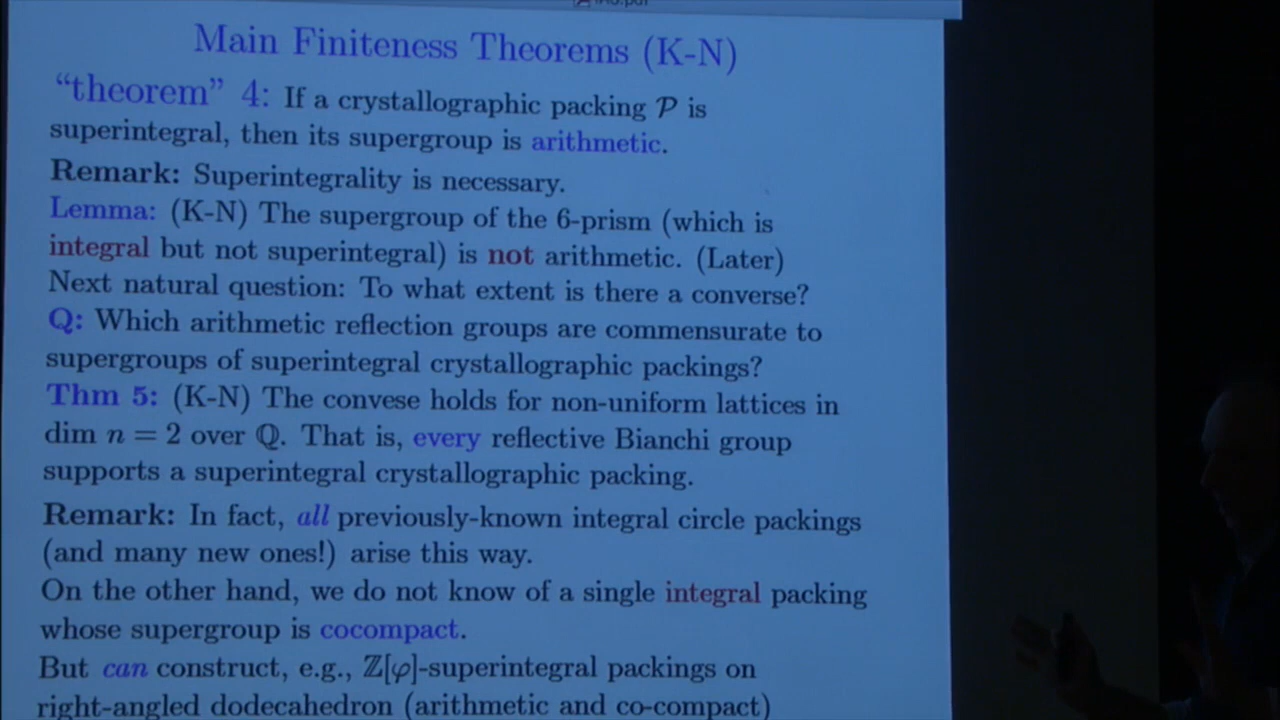 Main Finiteness Theorems (K-N)
“theorem” 4: If a crystallographic packing 𝒫 is
superintegral, then its supergroup is arithmetic.
Remark: Superintegrality is necessary.
Lemma: (K-N) The supergroup of the 6-prism (which is
integral but not superintegral) is not arithmetic. (Later)
Next natural question: To what extent is there a converse?
Q: Which arithmetic reflection groups are commensurate to
supergroups of superintegral crystallographic packings?
Thm 5: (K-N) The convese holds for non-uniform lattices in
dim n = 2 over ℚ. That is, every reflective Bianchi group
supports a superintegral crystallographic packing.
Remark: In fact, all previously-known integral circle packings
(and many new ones!) arise this way.
On the other hand, we do not know of a single integral packing
whose supergroup is cocompact.
But can construct, e.g., ℤ[φ]-superintegral packings on
right-angled dodecahedron (arithmetic and co-compact)